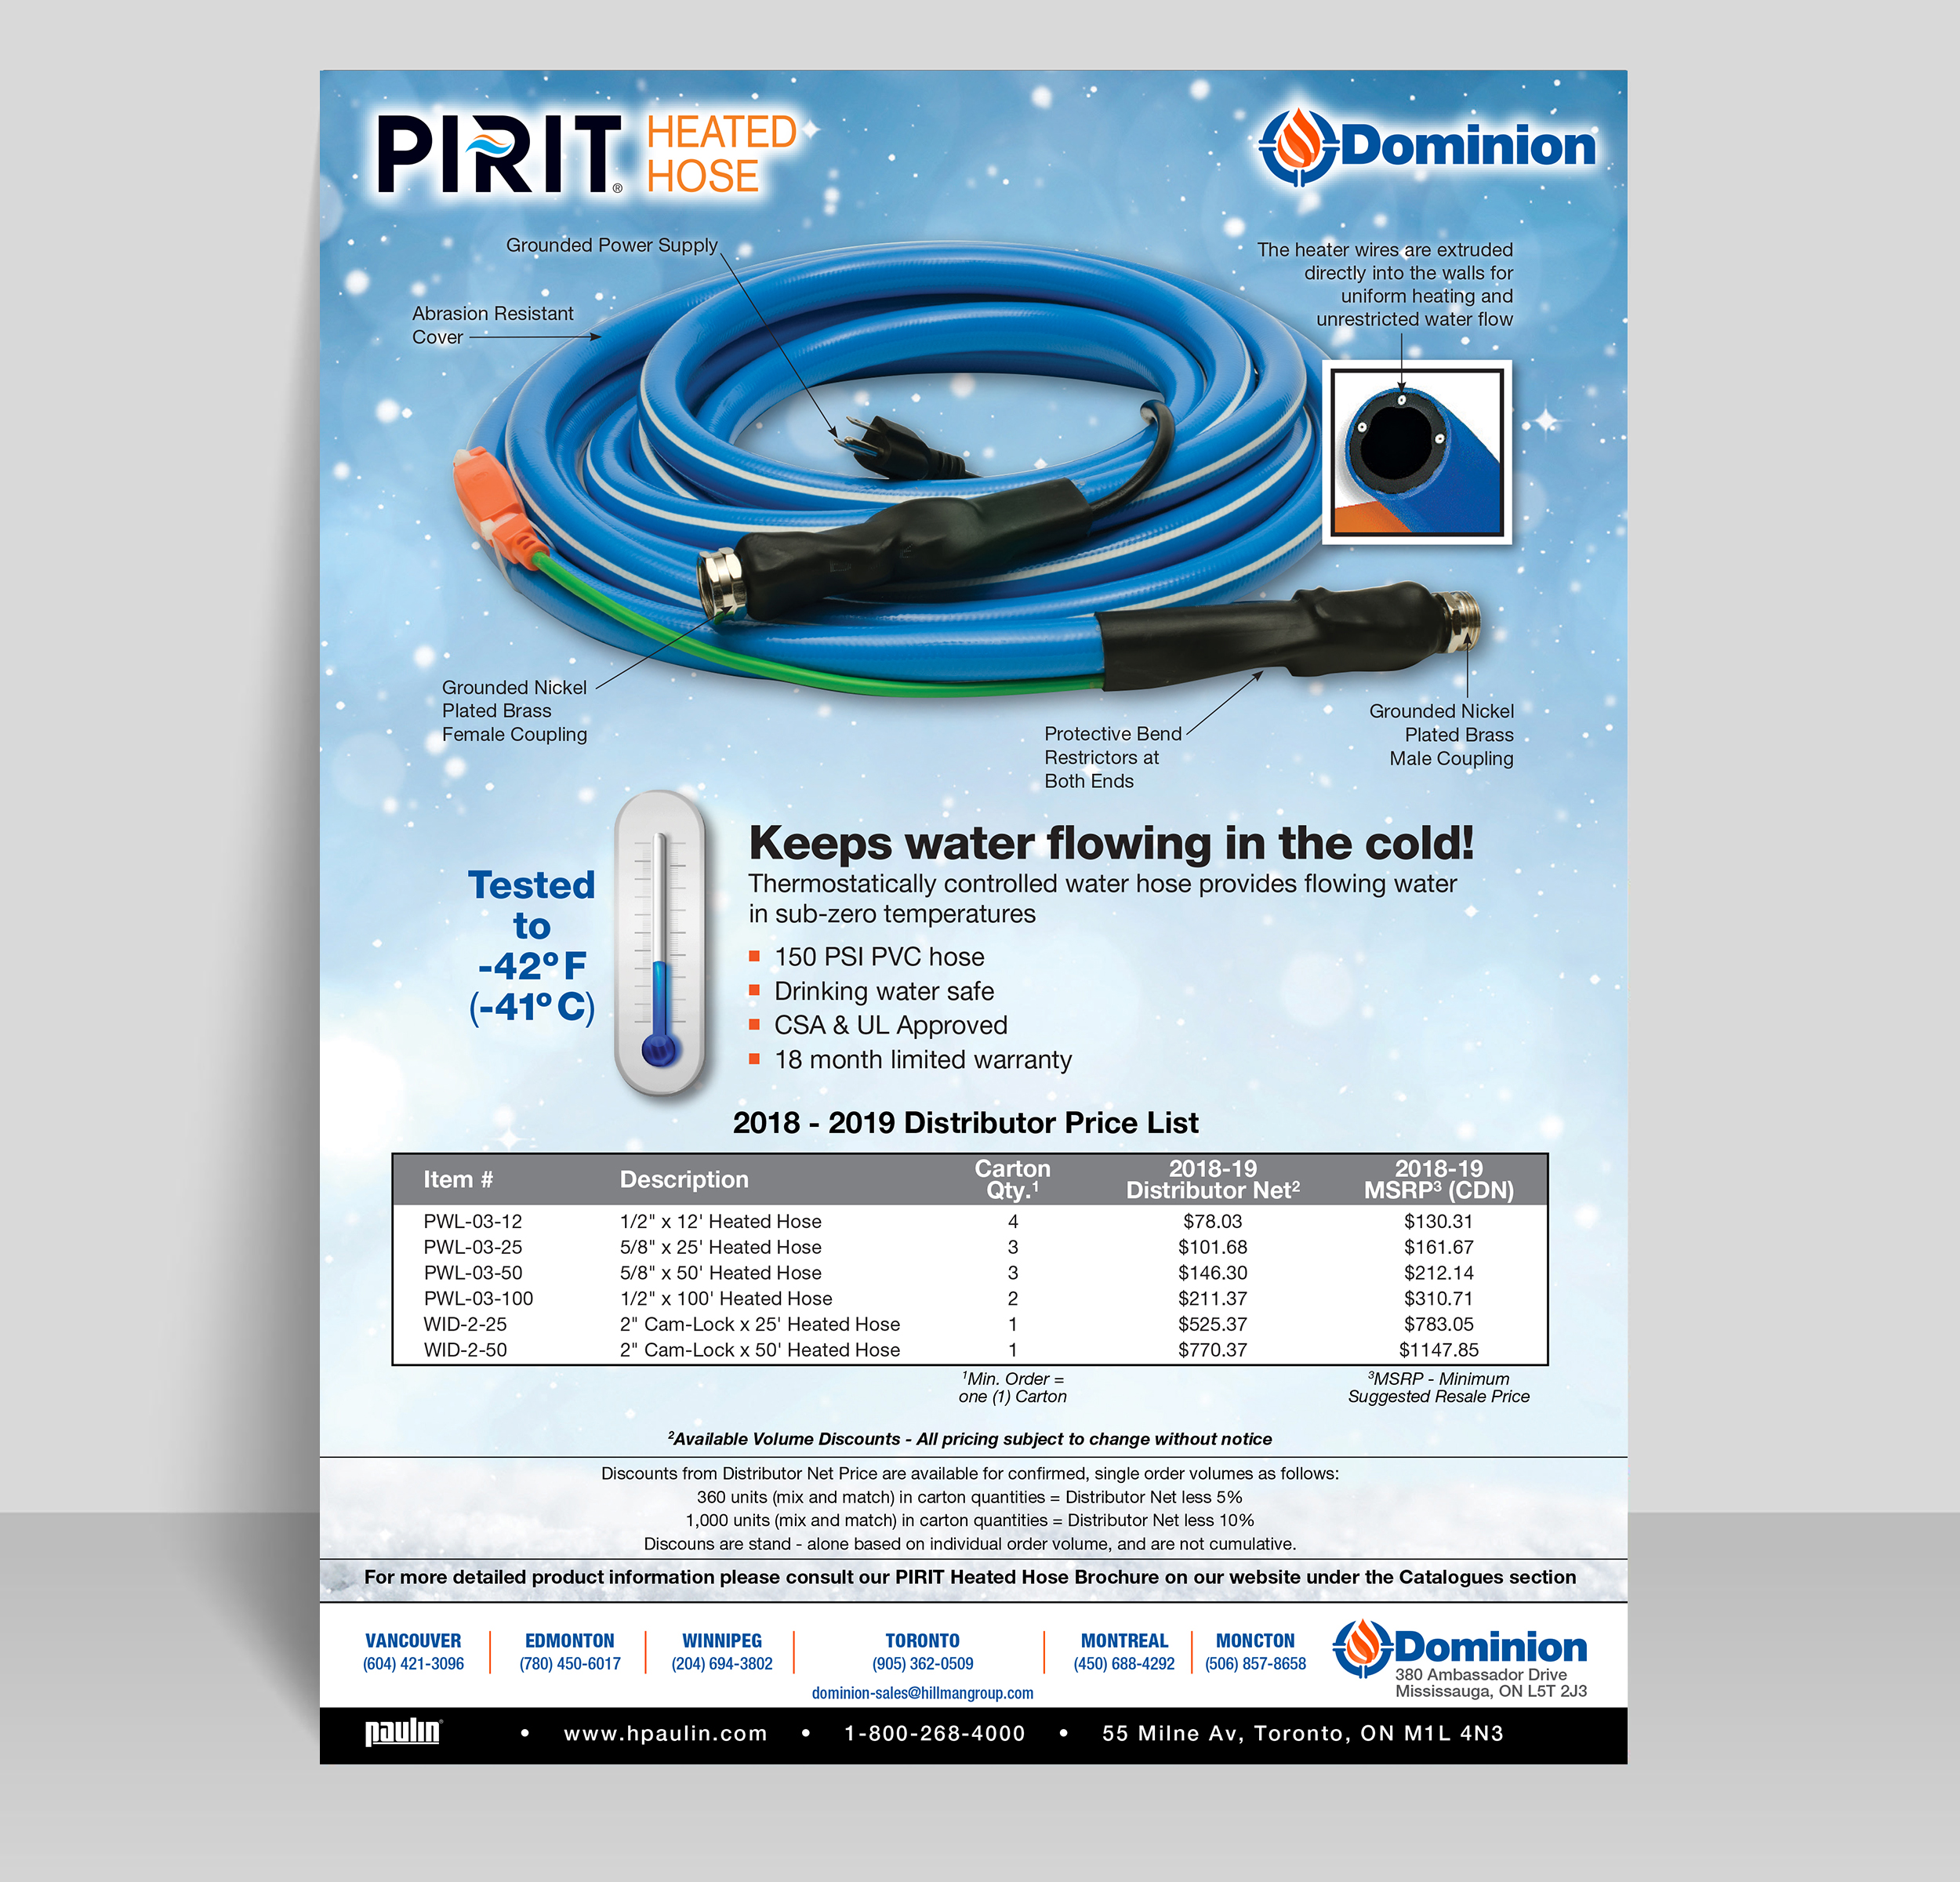 PIRIT® HEATED
HOSE
Dominion
Grounded Power Supply
Abrasion Resistant
Cover
The heater wires are extruded
directly into the walls for
uniform heating and
unrestricted water flow
Grounded Nickel
Plated Brass
Female Coupling
Protective Bend
Restrictors at
Both Ends
Grounded Nickel
Plated Brass
Male Coupling
Tested
to
-42º F
(-41º C)
Keeps water flowing in the cold!
Thermostatically controlled water hose provides flowing water
in sub-zero temperatures
150 PSI PVC hose
Drinking water safe
CSA & UL Approved
18 month limited warranty
2018 - 2019 Distributor Price List
Item # Description Carton Qty.¹ 2018-19 Distributor Net² 2018-19 MSRP³ (CDN)
PWL-03-12 1/2" x 12' Heated Hose 4 $78.03 $130.31
PWL-03-25 5/8" x 25' Heated Hose 3 $101.68 $161.67
PWL-03-50 5/8" x 50' Heated Hose 3 $146.30 $212.14
PWL-03-100 1/2" x 100' Heated Hose 2 $211.37 $310.71
WID-2-25 2" Cam-Lock x 25' Heated Hose 1 $525.37 $783.05
WID-2-50 2" Cam-Lock x 50' Heated Hose 1 $770.37 $1147.85
¹Min. Order =
one (1) Carton
³MSRP - Minimum
Suggested Resale Price
²Available Volume Discounts - All pricing subject to change without notice
Discounts from Distributor Net Price are available for confirmed, single order volumes as follows:
360 units (mix and match) in carton quantities = Distributor Net less 5%
1,000 units (mix and match) in carton quantities = Distributor Net less 10%
Discouns are stand - alone based on individual order volume, and are not cumulative.
For more detailed product information please consult our PIRIT Heated Hose Brochure on our website under the Catalogues section
VANCOUVER
(604) 421-3096
EDMONTON
(780) 450-6017
WINNIPEG
(204) 694-3802
TORONTO
(905) 362-0509
MONTREAL
(450) 688-4292
MONCTON
(506) 857-8658
dominion-sales@hillmangroup.com
Dominion
380 Ambassador Drive
Mississauga, ON L5T 2J3
paulin® • www.hpaulin.com • 1-800-268-4000 • 55 Milne Av, Toronto, ON M1L 4N3